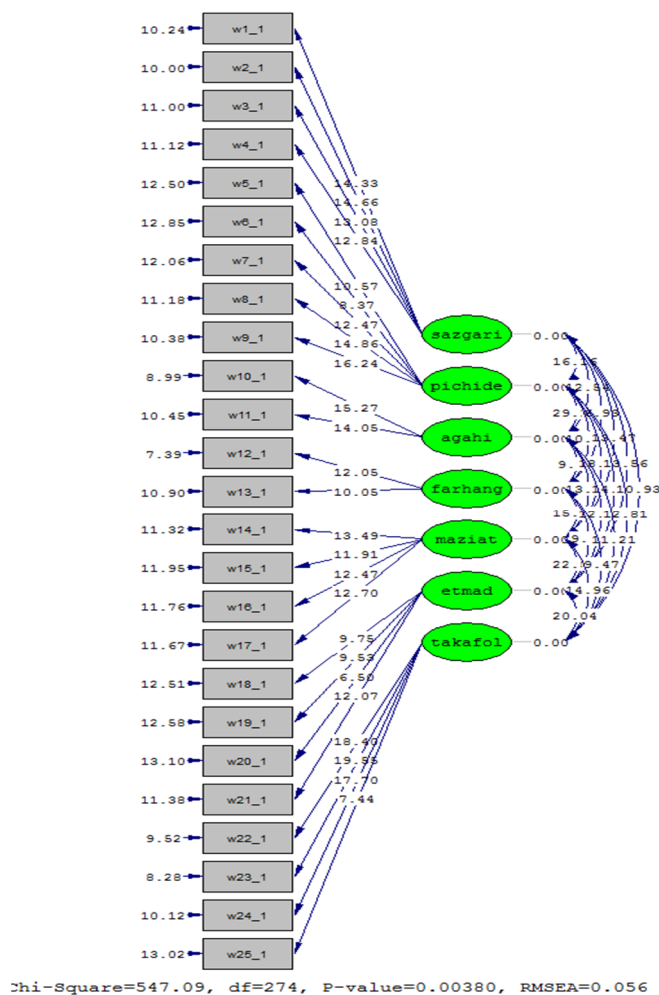 10.24 w1_1
10.00 w2_1
11.00 w3_1
11.12 w4_1
12.50 w5_1
12.85 w6_1
12.06 w7_1
11.18 w8_1
10.38 w9_1
8.99 w10_1
10.45 w11_1
7.39 w12_1
10.90 w13_1
11.32 w14_1
11.95 w15_1
11.76 w16_1
11.67 w17_1
12.51 w18_1
12.58 w19_1
13.10 w20_1
11.38 w21_1
9.52 w22_1
8.28 w23_1
10.12 w24_1
13.02 w25_1
14.33
14.66
13.08
12.84
10.57
8.37
12.47
14.86
16.24
15.27
14.05
12.05
10.05
13.49
11.91
12.47
12.70
9.75
9.53
6.50
12.07
18.40
19.55
17.70
7.44
sazgari 0.00
pichide
agahi
farhang
maziat
etmad
takafol 0.00
16.16
20.04
Chi-Square=547.09, df=274, P-value=0.00380, RMSEA=0.056